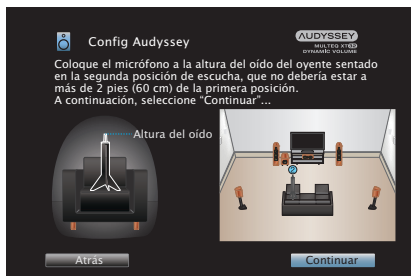 Config Audyssey
AUDYSSEY
MULTEQ XT32
DYNAMIC VOLUME
Coloque el micrófono a la altura del oído del oyente sentado
en la segunda posición de escucha, que no debería estar a
más de 2 pies (60 cm) de la primera posición.
A continuación, seleccione “Continuar”...
Altura del oído
2
Atrás
Continuar